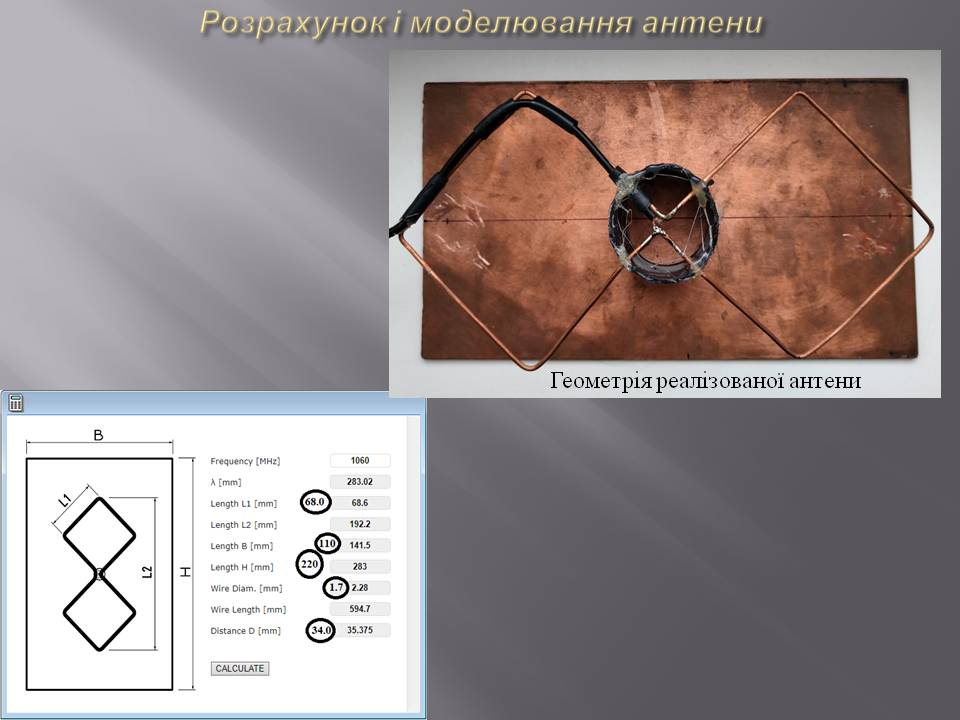 Розрахунок і моделювання антени
Геометрія реалізованої антени
B
L1
L2
H
Frequency [MHz] 1060
λ [mm] 283.02
Length L1 [mm] 68.0 68.6
Length L2 [mm] 192.2
Length B [mm] 110 141.5
Length H [mm] 220 283
Wire Diam. [mm] 1.7 2.28
Wire Length [mm] 594.7
Distance D [mm] 34.0 35.375
CALCULATE